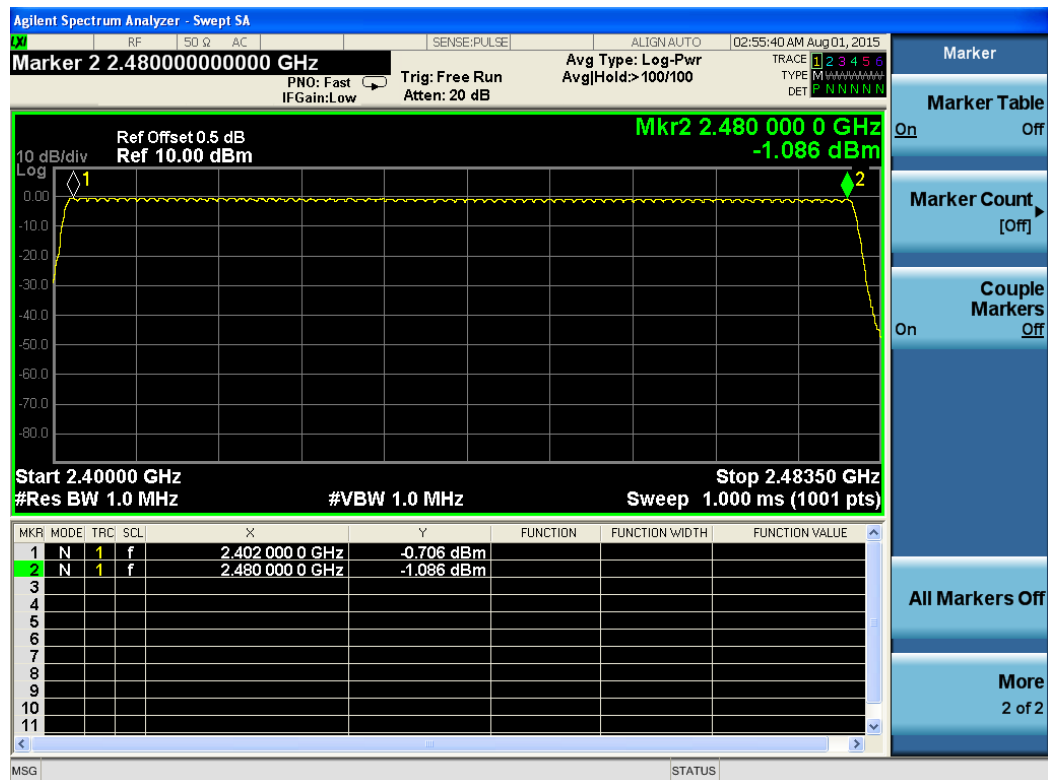 Agilent Spectrum Analyzer - Swept SA
LXI RF 50 Ω AC SENSE:PULSE ALIGN AUTO 02:55:40 AM Aug 01, 2015
Marker 2 2.480000000000 GHz
PNO: Fast
IFGain:Low
Trig: Free Run
Atten: 20 dB
Avg Type: Log-Pwr
Avg|Hold:>100/100
TRACE 1 2 3 4 5 6
TYPE M
DET P N N N N N
Mkr2 2.480 000 0 GHz
-1.086 dBm
Ref Offset 0.5 dB
10 dB/div Ref 10.00 dBm
Log
1
2
0.00
-10.0
-20.0
-30.0
-40.0
-50.0
-60.0
-70.0
-80.0
Start 2.40000 GHz Stop 2.48350 GHz
#Res BW 1.0 MHz #VBW 1.0 MHz Sweep 1.000 ms (1001 pts)
MKR MODE TRC SCL X Y FUNCTION FUNCTION WIDTH FUNCTION VALUE
1 N 1 f 2.402 000 0 GHz -0.706 dBm
2 N 1 f 2.480 000 0 GHz -1.086 dBm
3
4
5
6
7
8
9
10
11
MSG STATUS
Marker
Marker Table
On Off
Marker Count
[Off]
Couple
Markers
On Off
All Markers Off
More
2 of 2